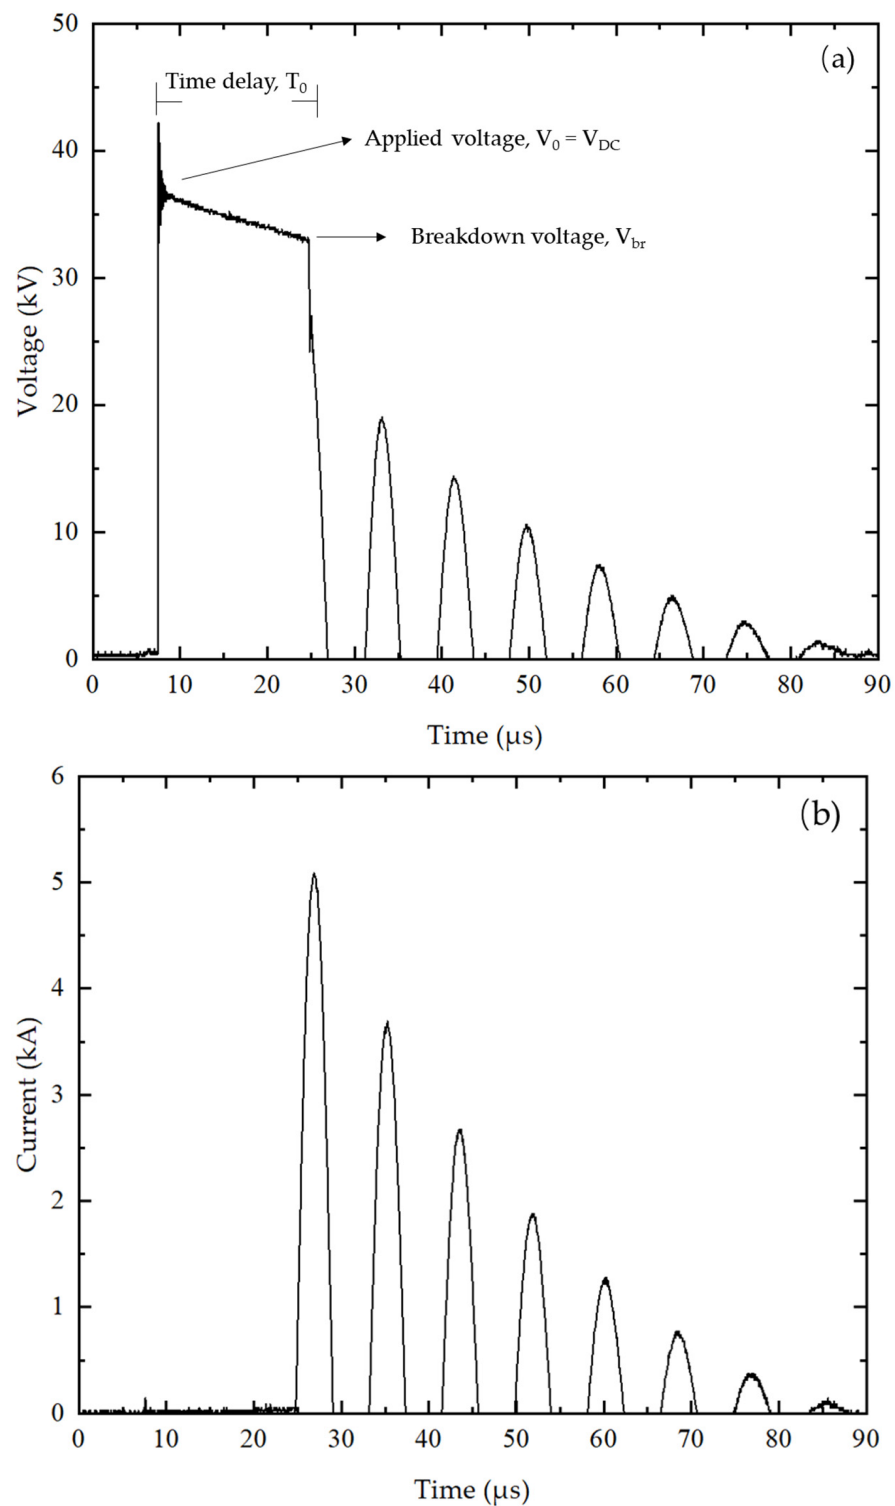 (a)
50
Time delay, T₀
Applied voltage, V₀ = V_DC
40
Breakdown voltage, V_br
30
Voltage (kV)
20
10
0
0 10 20 30 40 50 60 70 80 90
Time (μs)
(b)
6
5
4
Current (kA)
3
2
1
0
0 10 20 30 40 50 60 70 80 90
Time (μs)